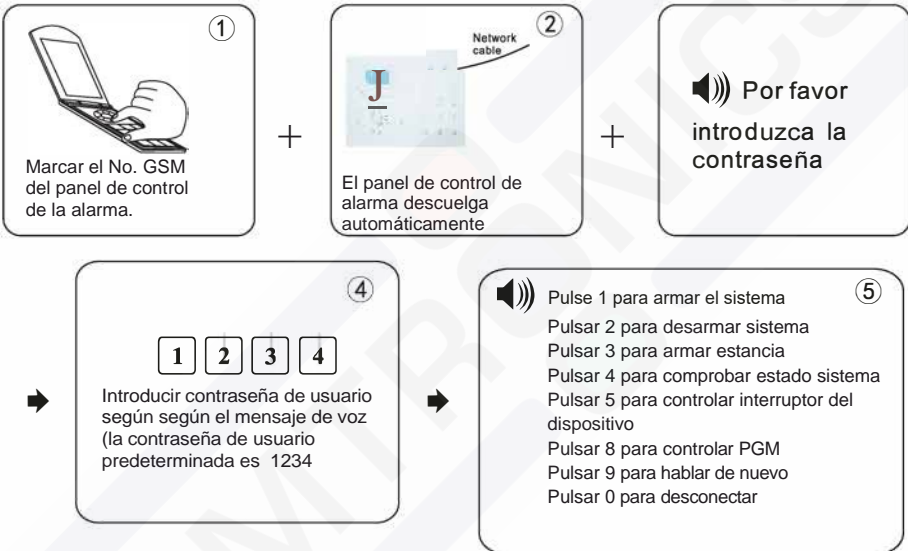 ①
Marcar el No. GSM
del panel de control
de la alarma.
+
②
Network
cable
J
El panel de control de
alarma descuelga
automáticamente
+
Por favor
introduzca la
contraseña
④
1 2 3 4
Introducir contraseña de usuario
según según el mensaje de voz
(la contraseña de usuario
predeterminada es 1234
⑤
Pulse 1 para armar el sistema
Pulsar 2 para desarmar sistema
Pulsar 3 para armar estancia
Pulsar 4 para comprobar estado sistema
Pulsar 5 para controlar interruptor del
dispositivo
Pulsar 8 para controlar PGM
Pulsar 9 para hablar de nuevo
Pulsar 0 para desconectar